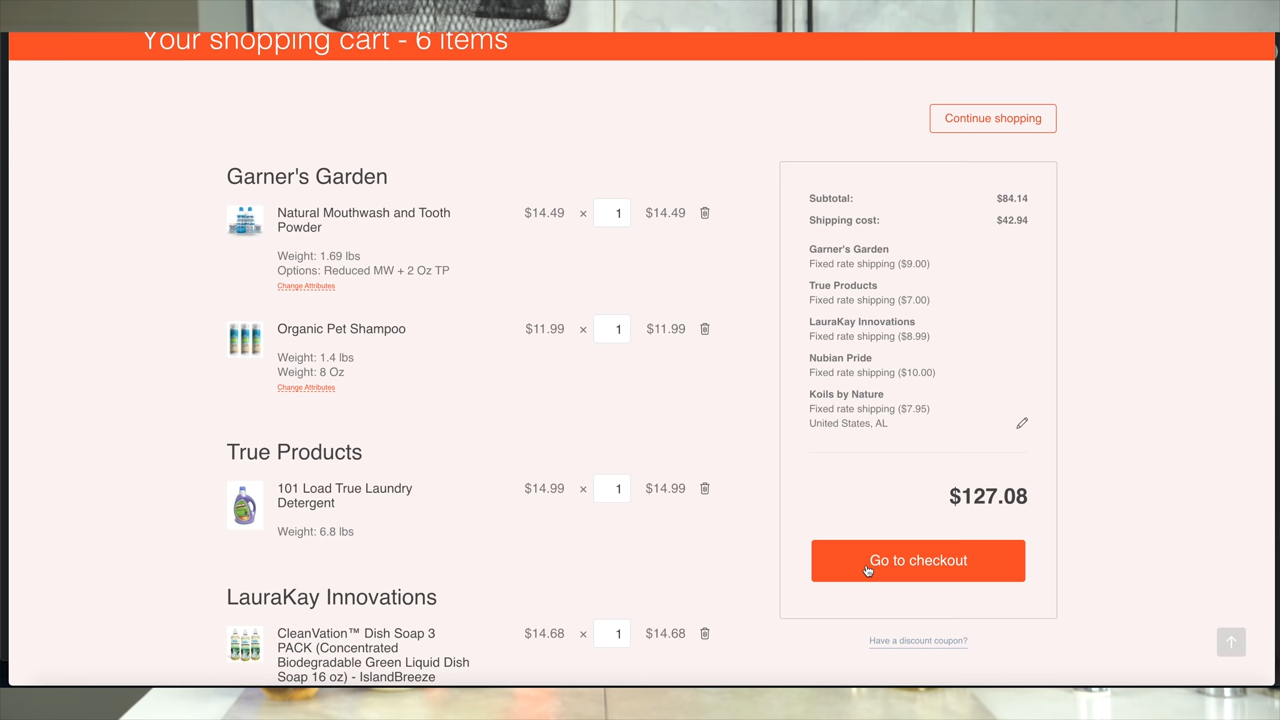 Your shopping cart - 6 items
Continue shopping
Garner's Garden
Natural Mouthwash and Tooth
Powder
$14.49 × 1 $14.49
Weight: 1.69 lbs
Options: Reduced MW + 2 Oz TP
Change Attributes
Organic Pet Shampoo
$11.99 × 1 $11.99
Weight: 1.4 lbs
Weight: 8 Oz
Change Attributes
True Products
101 Load True Laundry
Detergent
$14.99 × 1 $14.99
Weight: 6.8 lbs
LauraKay Innovations
CleanVation™ Dish Soap 3
PACK (Concentrated
Biodegradable Green Liquid Dish
Soap 16 oz) - IslandBreeze
$14.68 × 1 $14.68
Subtotal: $84.14
Shipping cost: $42.94
Garner's Garden
Fixed rate shipping ($9.00)
True Products
Fixed rate shipping ($7.00)
LauraKay Innovations
Fixed rate shipping ($8.99)
Nubian Pride
Fixed rate shipping ($10.00)
Koils by Nature
Fixed rate shipping ($7.95)
United States, AL
$127.08
Go to checkout
Have a discount coupon?